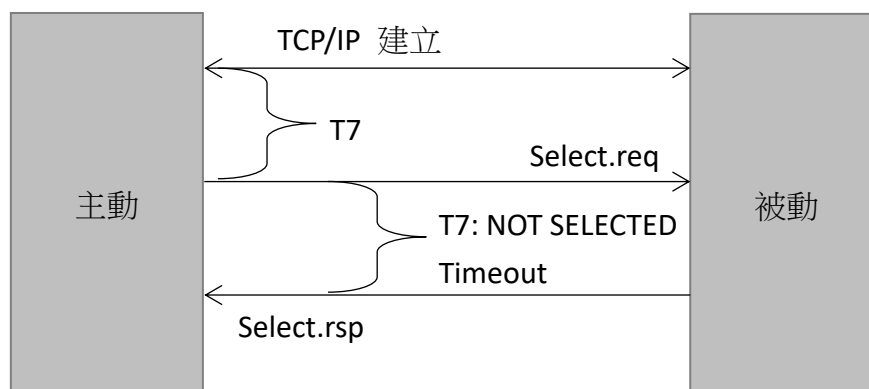 TCP/IP 建立
T7
Select.req
主動
被動
T7: NOT SELECTED
Timeout
Select.rsp